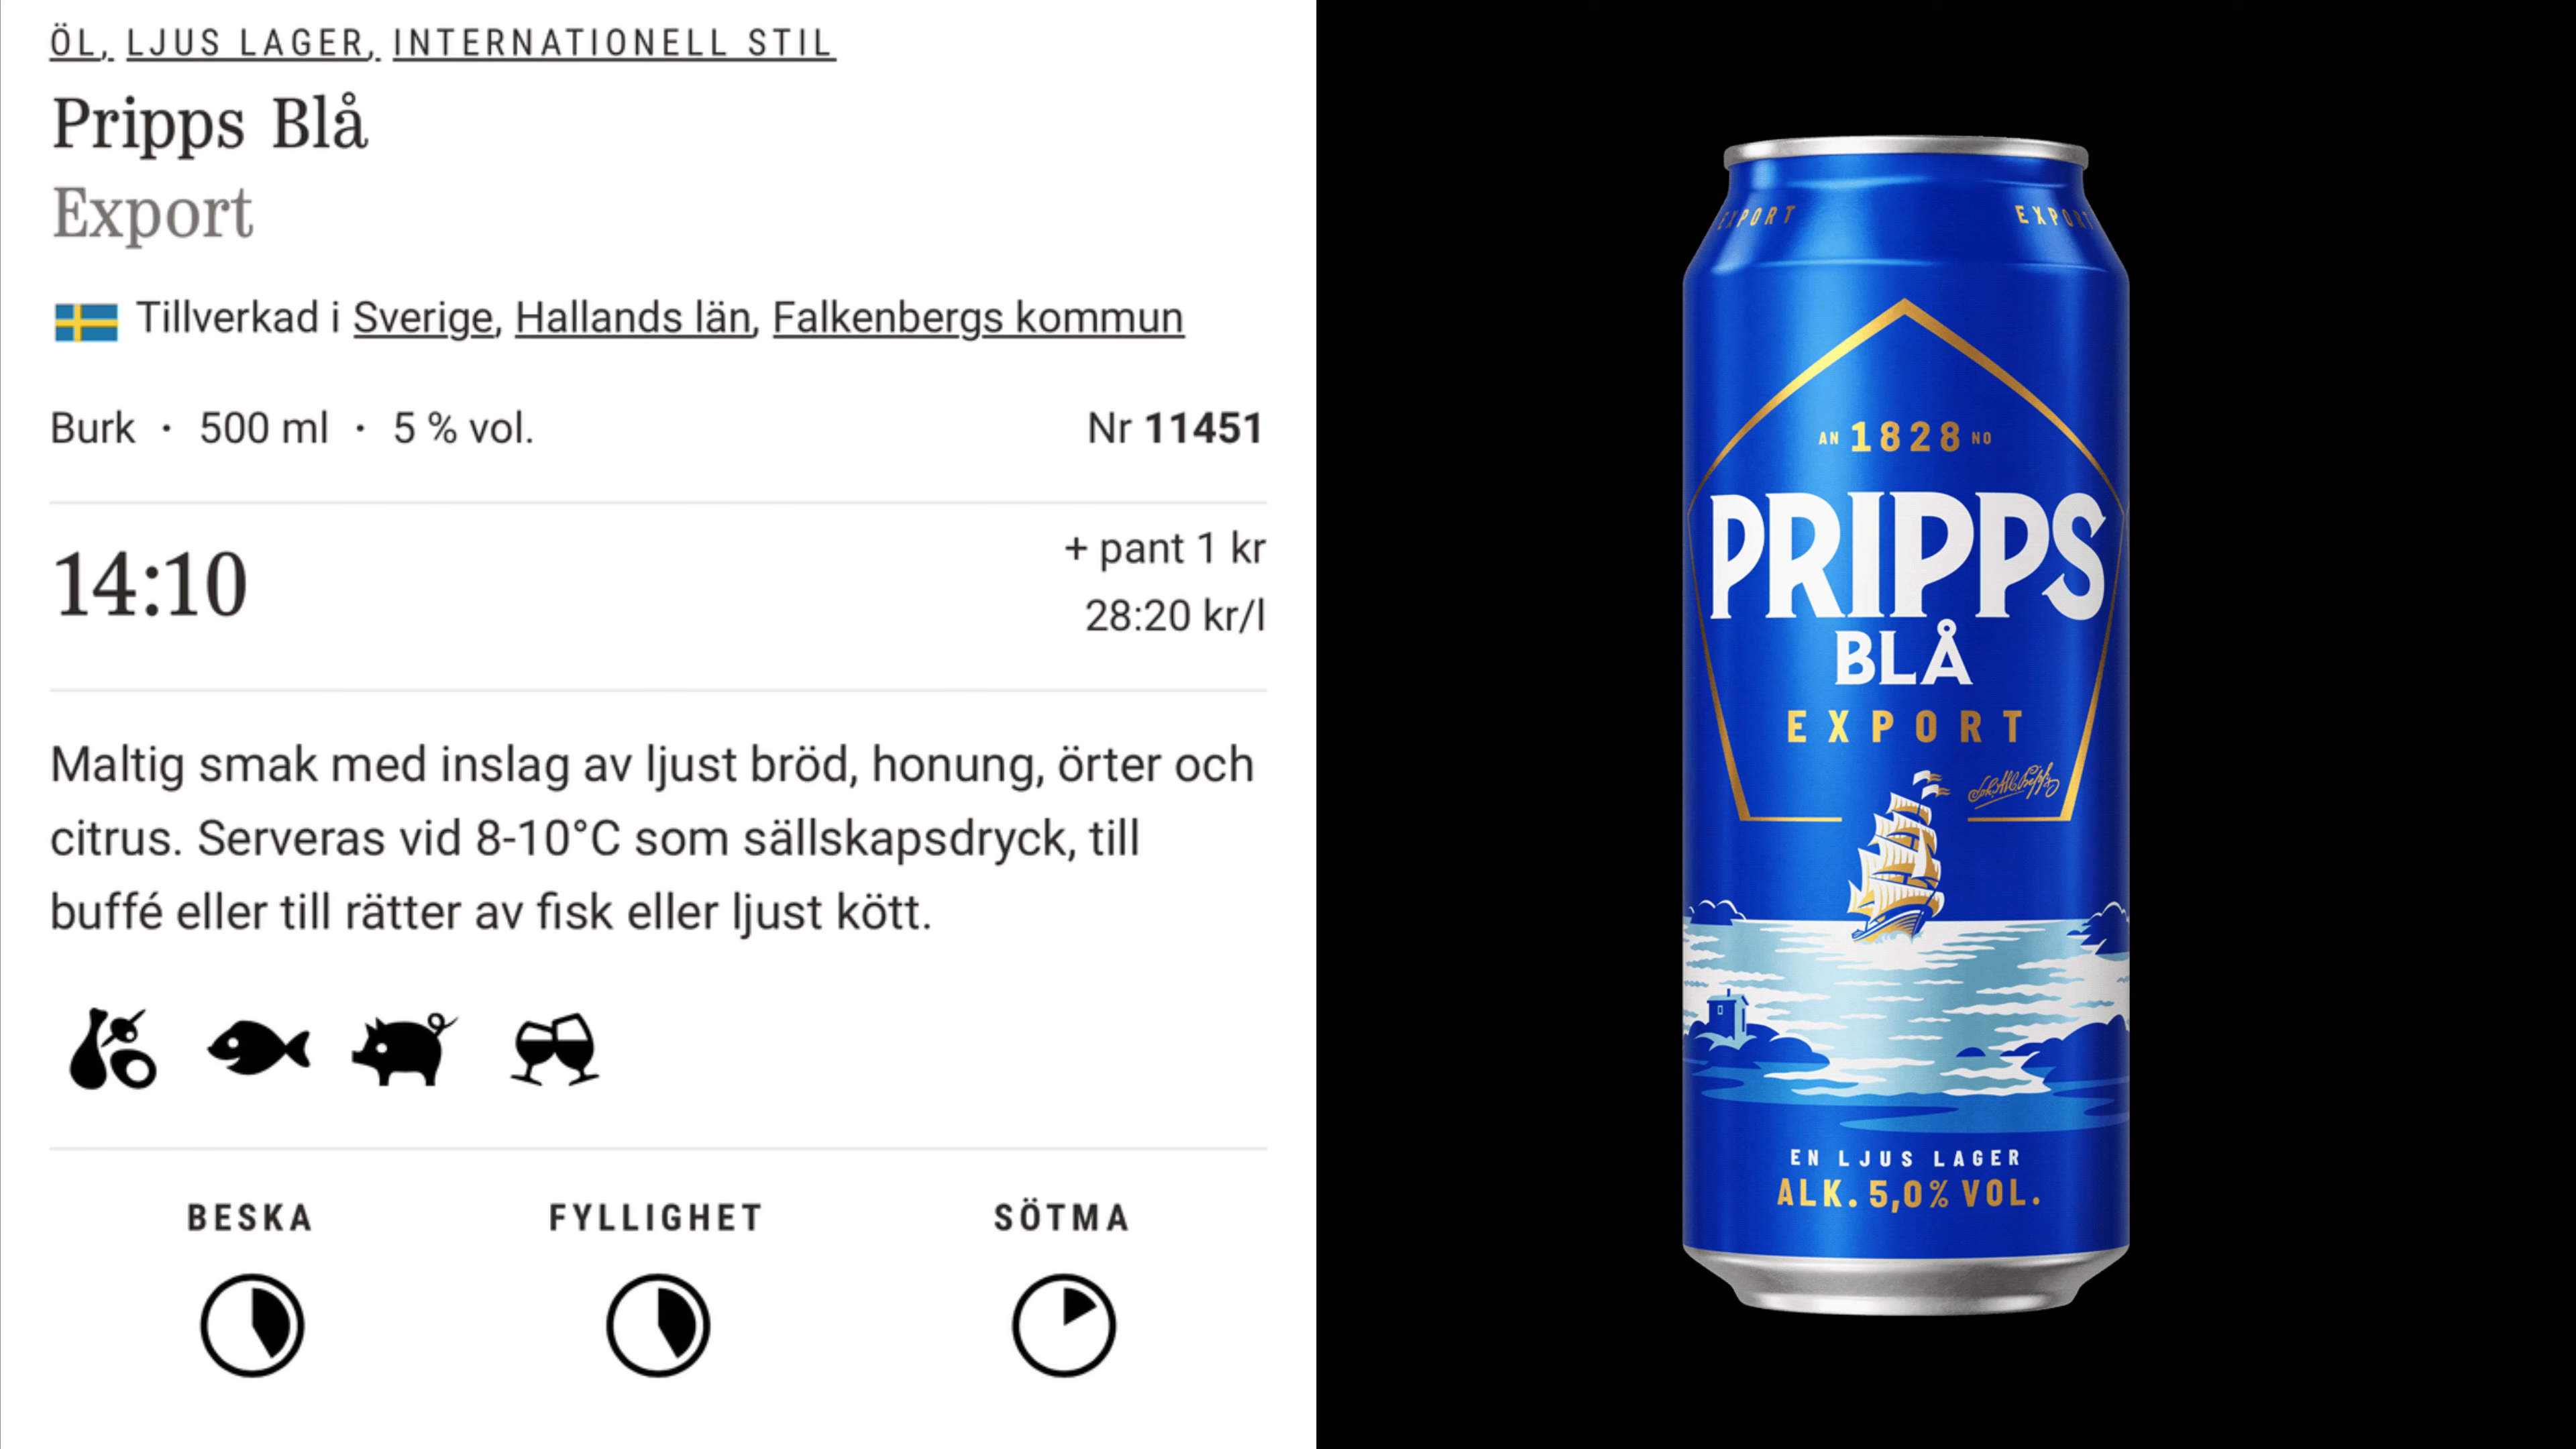 ÖL, LJUS LAGER, INTERNATIONELL STIL
Pripps Blå
Export
Tillverkad i Sverige, Hallands län, Falkenbergs kommun
Burk · 500 ml · 5 % vol.
Nr 11451
14:10
+ pant 1 kr
28:20 kr/l
Maltig smak med inslag av ljust bröd, honung, örter och
citrus. Serveras vid 8-10°C som sällskapsdryck, till
buffé eller till rätter av fisk eller ljust kött.
BESKA FYLLIGHET SÖTMA
EXPORT EXPORT
AN 1828 NO
PRIPPS
BLÅ
EXPORT
EN LJUS LAGER
ALK. 5,0% VOL.